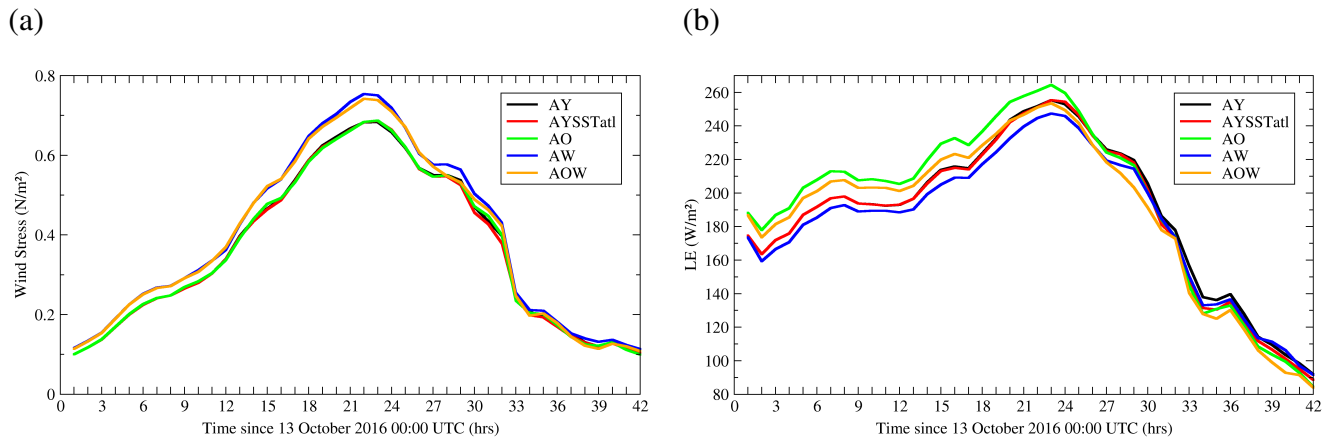 (a)
(b)
0.8
0.6
0.4
0.2
0
Wind Stress (N/m²)
AY
AYSSTatl
AO
AW
AOW
0 3 6 9 12 15 18 21 24 27 30 33 36 39 42
Time since 13 October 2016 00:00 UTC (hrs)
260
240
220
200
180
160
140
120
100
80
LE (W/m²)
AY
AYSSTatl
AO
AW
AOW
0 3 6 9 12 15 18 21 24 27 30 33 36 39 42
Time since 13 October 2016 00:00 UTC (hrs)